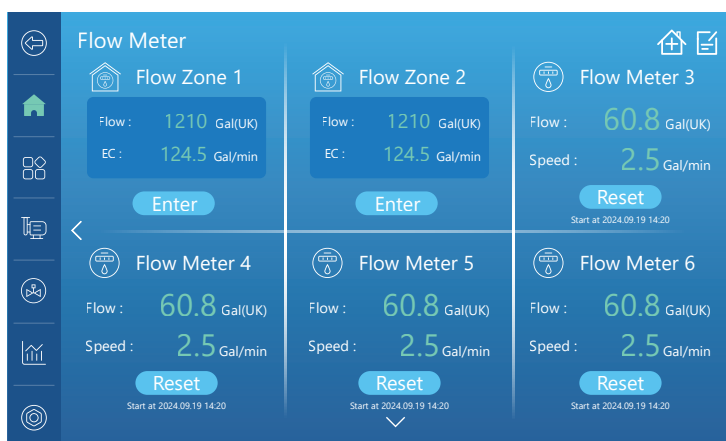 Flow Meter
Flow Zone 1
Flow : 1210 Gal(UK)
EC : 124.5 Gal/min
Enter
Flow Zone 2
Flow : 1210 Gal(UK)
EC : 124.5 Gal/min
Enter
Flow Meter 3
Flow : 60.8 Gal(UK)
Speed : 2.5 Gal/min
Reset
Start at 2024.09.19 14:20
Flow Meter 4
Flow : 60.8 Gal(UK)
Speed : 2.5 Gal/min
Reset
Start at 2024.09.19 14:20
Flow Meter 5
Flow : 60.8 Gal(UK)
Speed : 2.5 Gal/min
Reset
Start at 2024.09.19 14:20
Flow Meter 6
Flow : 60.8 Gal(UK)
Speed : 2.5 Gal/min
Reset
Start at 2024.09.19 14:20